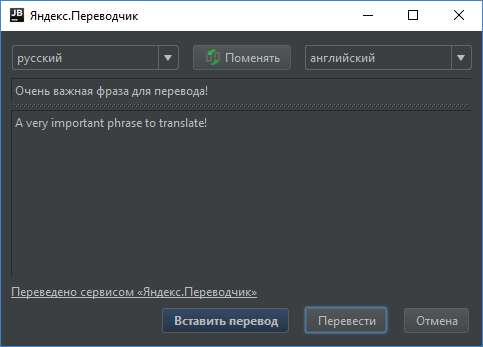 JB Яндекс.Переводчик
русский Поменять английский
Очень важная фраза для перевода!
A very important phrase to translate!
Переведено сервисом «Яндекс.Переводчик»
Вставить перевод Перевести Отмена